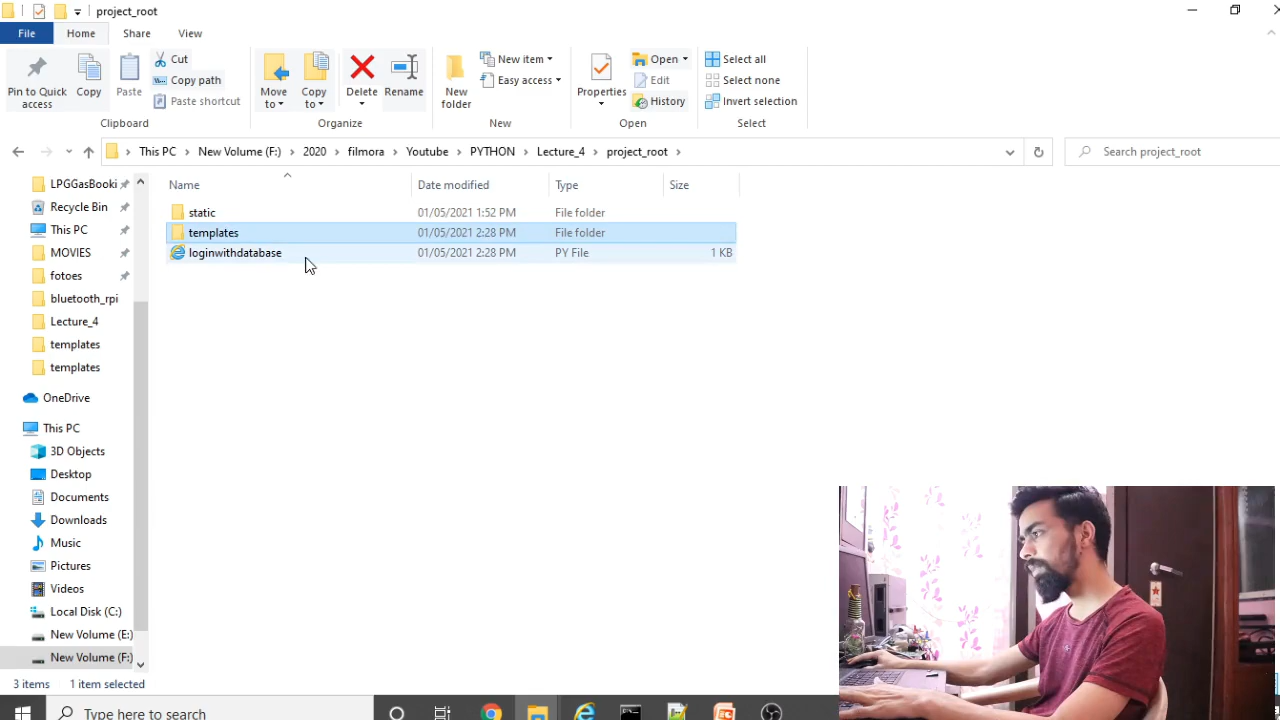 project_root
File Home Share View
Pin to Quick access
Copy
Paste
Cut
Copy path
Paste shortcut
Move to
Copy to
Delete
Rename
New folder
New item
Easy access
Properties
Open
Edit
History
Select all
Select none
Invert selection
Clipboard Organize New Open Select
This PC New Volume (F:) 2020 filmora Youtube PYTHON Lecture_4 project_root
Search project_root
Name Date modified Type Size
static 01/05/2021 1:52 PM File folder
templates 01/05/2021 2:28 PM File folder
loginwithdatabase 01/05/2021 2:28 PM PY File 1 KB
LPGGasBooki
Recycle Bin
This PC
MOVIES
fotoes
bluetooth_rpi
Lecture_4
templates
templates
OneDrive
This PC
3D Objects
Desktop
Documents
Downloads
Music
Pictures
Videos
Local Disk (C:)
New Volume (E:)
New Volume (F:)
3 items 1 item selected
Type here to search